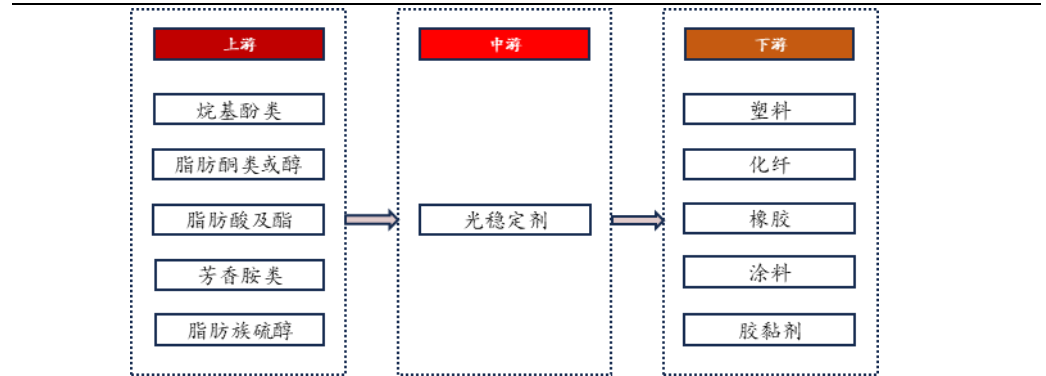 上游
烷基酚类
脂肪酮类或醇
脂肪酸及酯
芳香胺类
脂肪族硫醇
中游
光稳定剂
下游
塑料
化纤
橡胶
涂料
胶黏剂